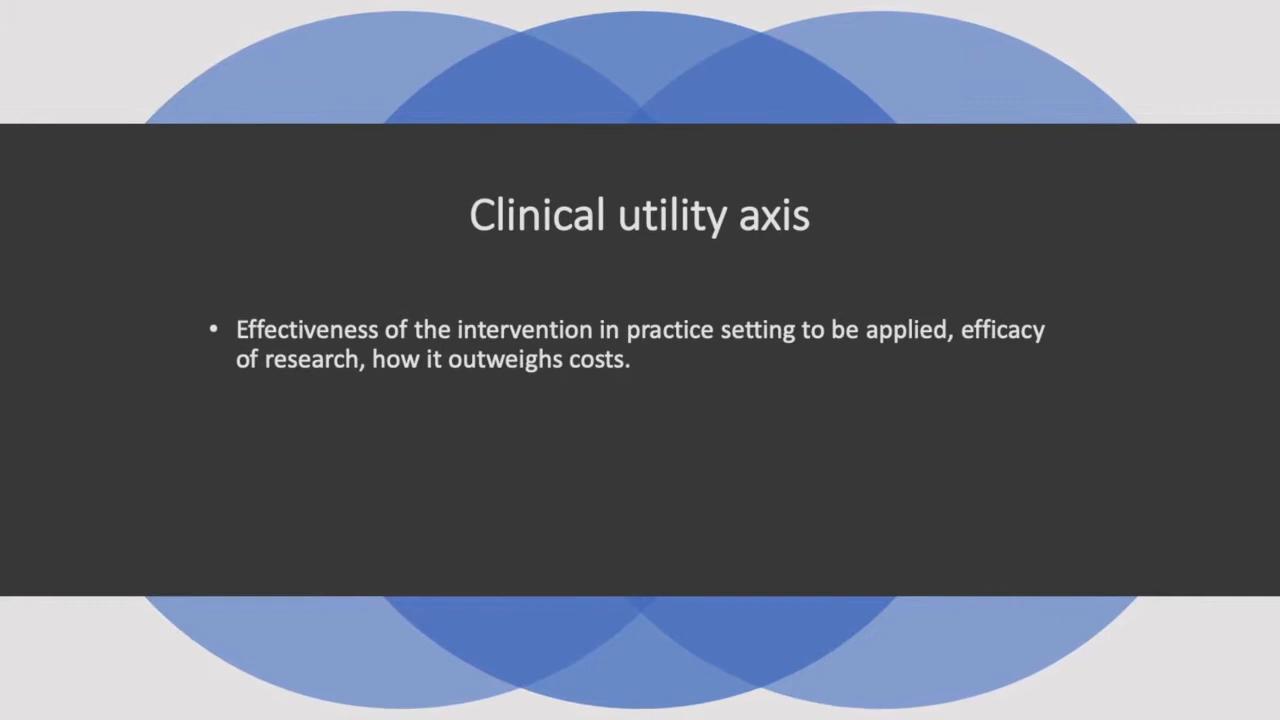 Clinical utility axis
• Effectiveness of the intervention in practice setting to be applied, efficacy
of research, how it outweighs costs.